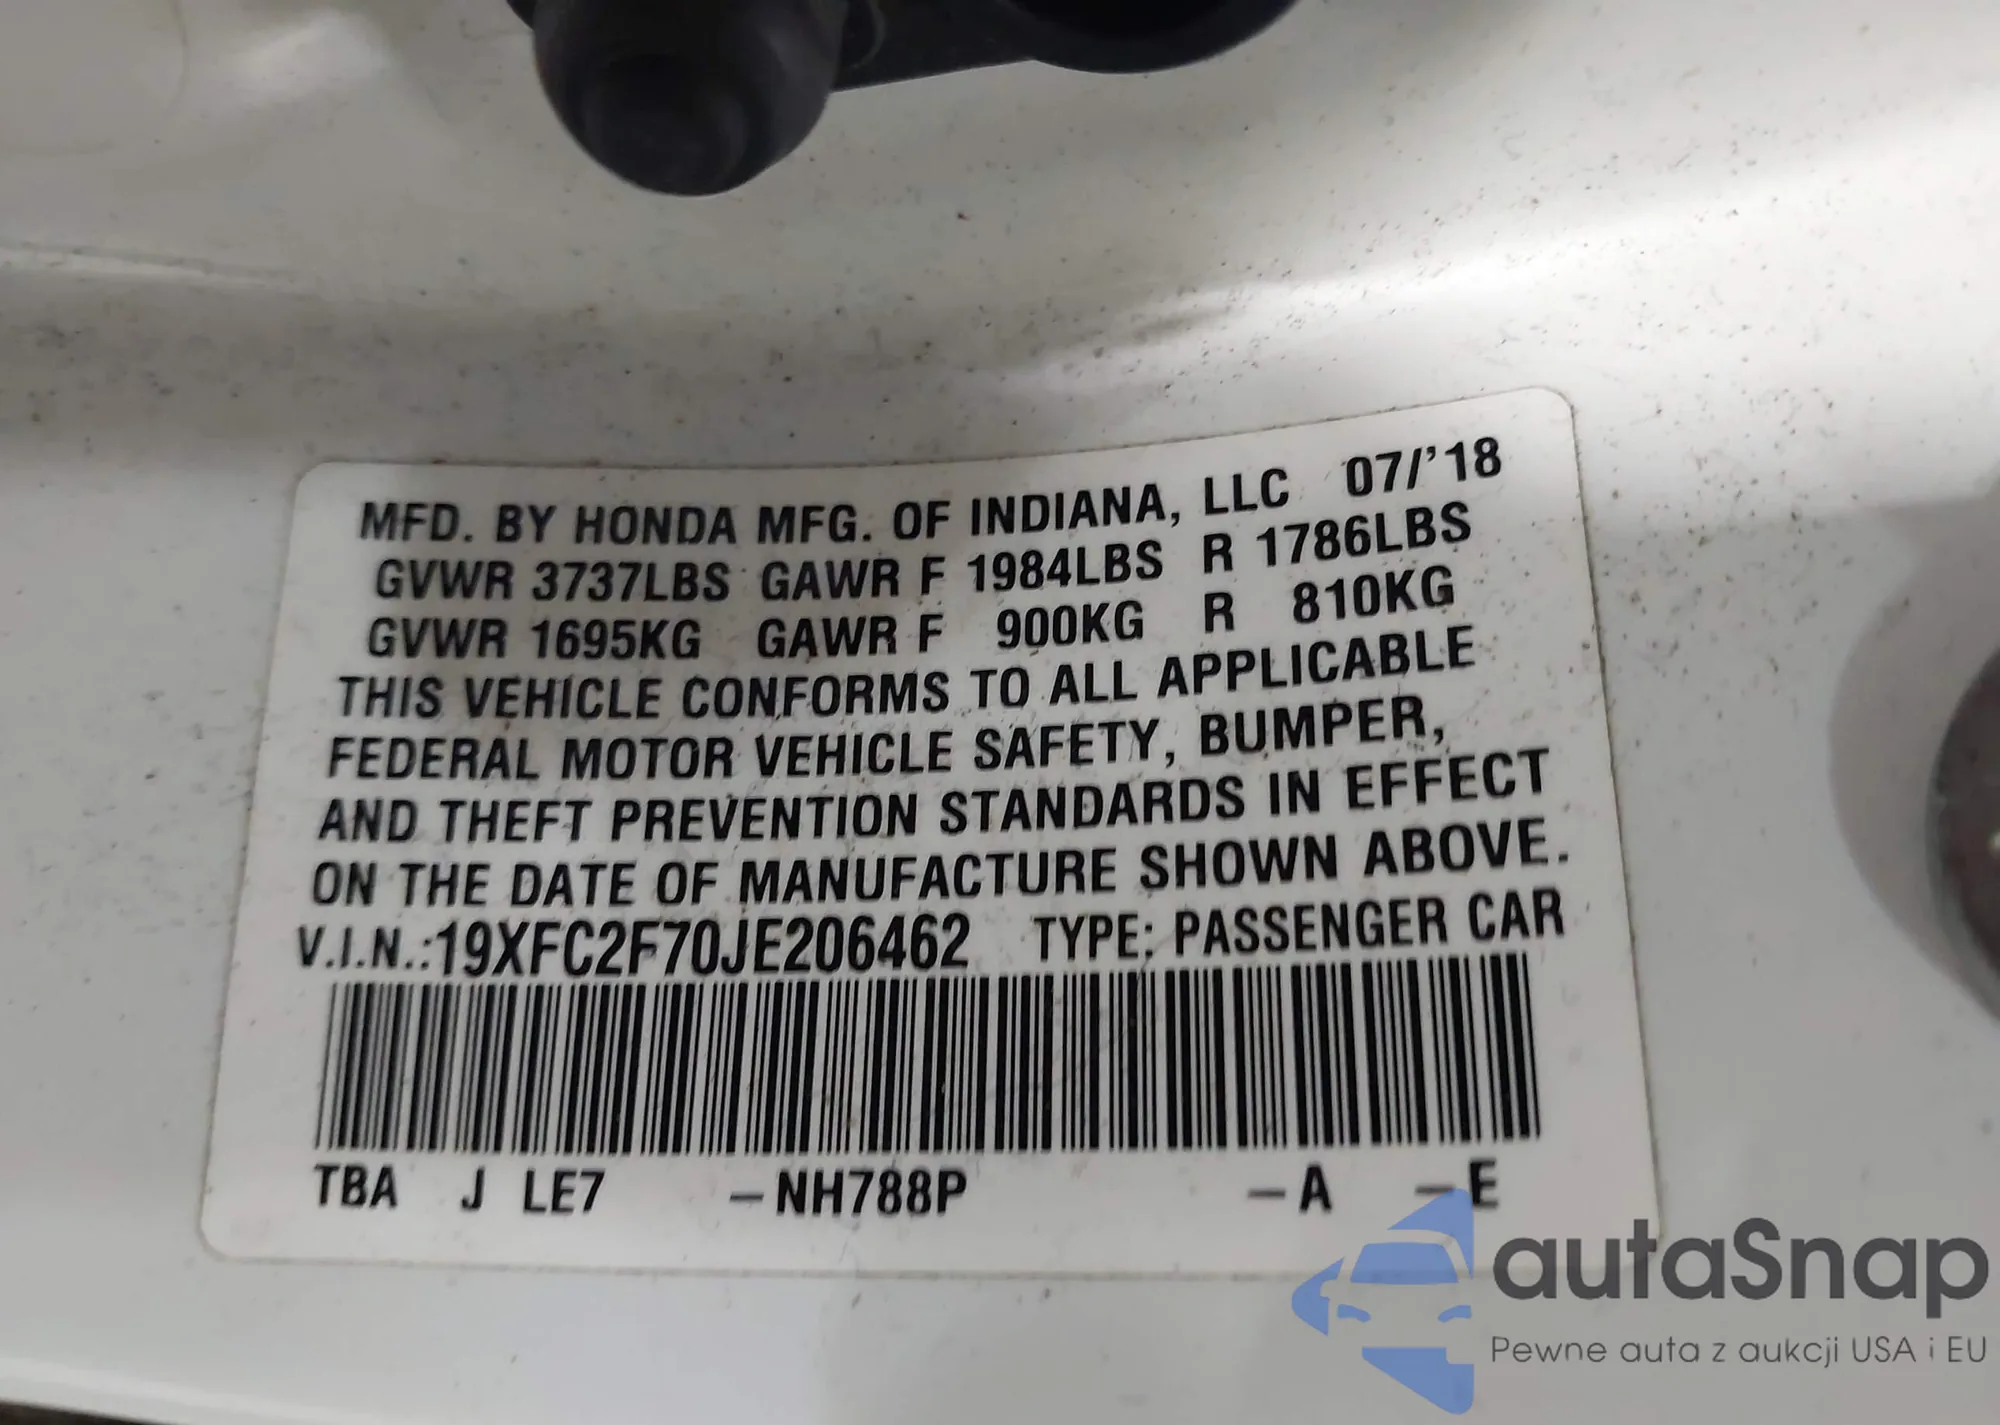 MFD. BY HONDA MFG. OF INDIANA, LLC 07/'18
GVWR 3737LBS GAWR F 1984LBS R 1786LBS
GVWR 1695KG GAWR F 900KG R 810KG
THIS VEHICLE CONFORMS TO ALL APPLICABLE
FEDERAL MOTOR VEHICLE SAFETY, BUMPER,
AND THEFT PREVENTION STANDARDS IN EFFECT
ON THE DATE OF MANUFACTURE SHOWN ABOVE.
V.I.N.:19XFC2F70JE206462 TYPE: PASSENGER CAR
TBA J LE7 –NH788P –A –E
autaSnap
Pewne auta z aukcji USA i EU